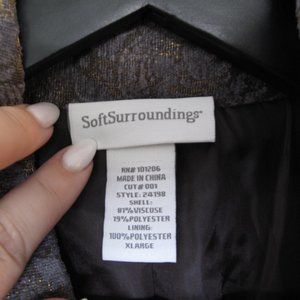 SoftSurroundings
RN# 101206
MADE IN CHINA
CUT# 001
STYLE: 24198
SHELL:
81% VISCOSE
19% POLYESTER
LINING:
100% POLYESTER
XLARGE